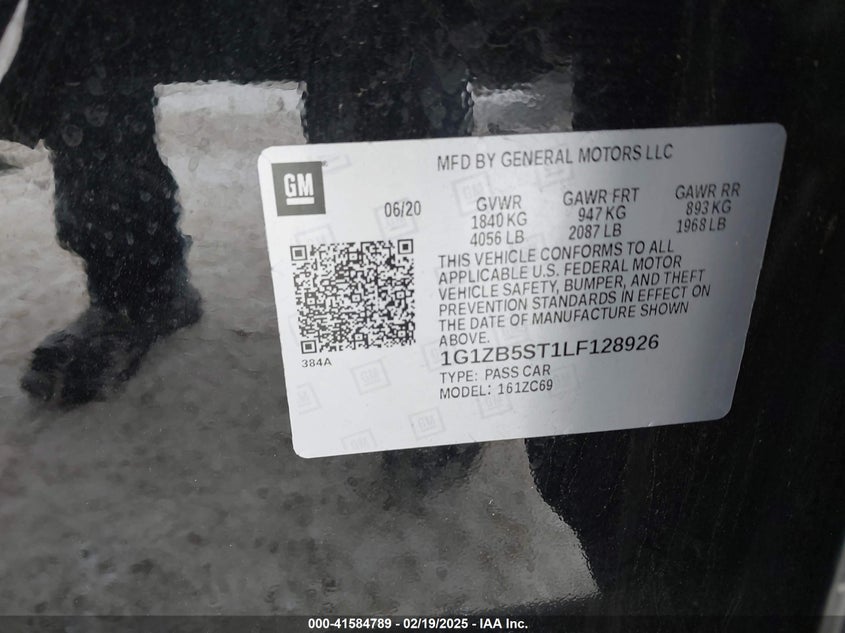 GM
MFD BY GENERAL MOTORS LLC
06/20
GVWR
1840 KG
4056 LB
GAWR FRT
947 KG
2087 LB
GAWR RR
893 KG
1968 LB
THIS VEHICLE CONFORMS TO ALL
APPLICABLE U.S. FEDERAL MOTOR
VEHICLE SAFETY, BUMPER, AND THEFT
PREVENTION STANDARDS IN EFFECT ON
THE DATE OF MANUFACTURE SHOWN
ABOVE.
384A
1G1ZB5ST1LF128926
TYPE: PASS CAR
MODEL: 161ZC69
000-41584789 - 02/19/2025 - IAA Inc.